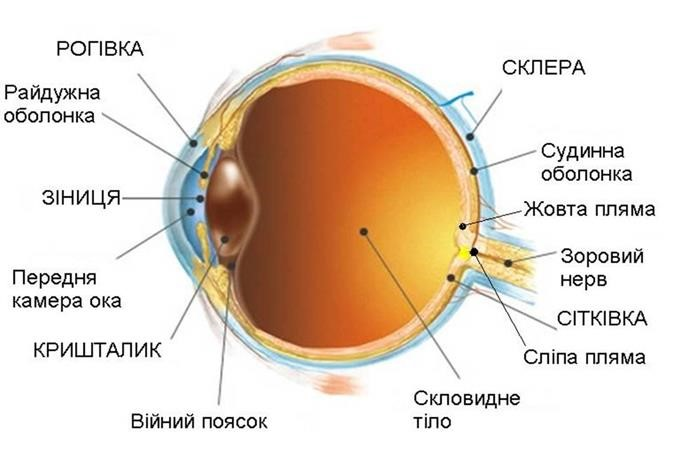 РОГІВКА
Райдужна
оболонка
ЗІНИЦЯ
Передня
камера ока
КРИШТАЛИК
Війний поясок
СКЛЕРА
Судинна
оболонка
Жовта пляма
Зоровий
нерв
СІТКІВКА
Сліпа пляма
Скловидне
тіло